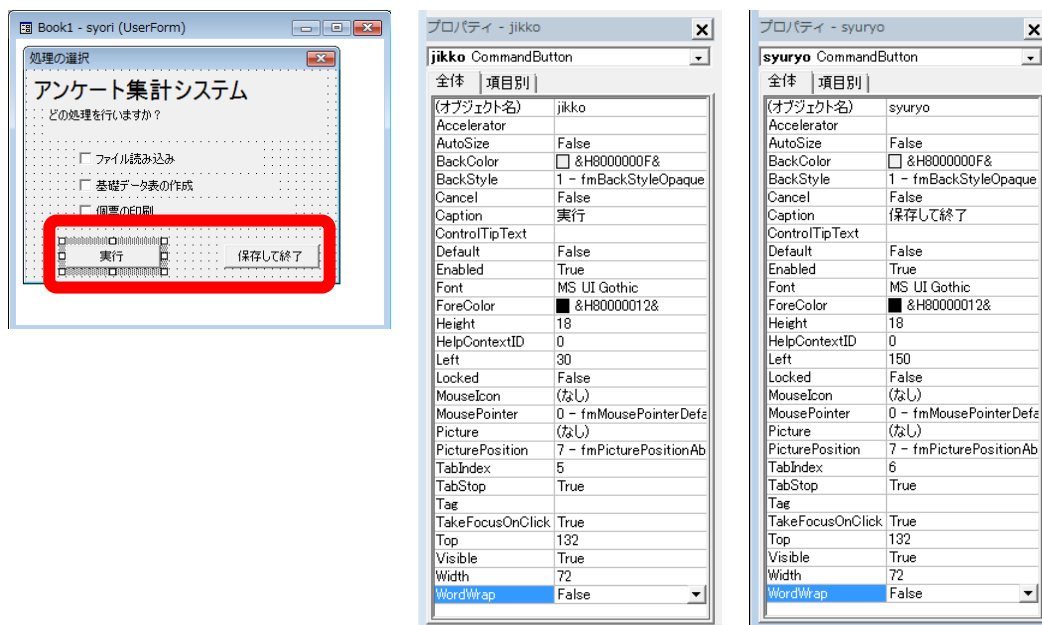 Book1 - syori (UserForm)
処理の選択
アンケート集計システム
どの処理を行いますか？
ファイル読み込み
基礎データ表の作成
個票の印刷
実行
保存して終了
プロパティ - jikko
jikko CommandButton
全体 項目別
(オブジェクト名) jikko
Accelerator
AutoSize False
BackColor &H8000000F&
BackStyle 1 - fmBackStyleOpaque
Cancel False
Caption 実行
ControlTipText
Default False
Enabled True
Font MS UI Gothic
ForeColor &H80000012&
Height 18
HelpContextID 0
Left 30
Locked False
MouseIcon (なし)
MousePointer 0 - fmMousePointerDefa
Picture (なし)
PicturePosition 7 - fmPicturePositionAb
TabIndex 5
TabStop True
Tag
TakeFocusOnClick True
Top 132
Visible True
Width 72
WordWrap False
プロパティ - syuryo
syuryo CommandButton
全体 項目別
(オブジェクト名) syuryo
Accelerator
AutoSize False
BackColor &H8000000F&
BackStyle 1 - fmBackStyleOpaque
Cancel False
Caption 保存して終了
ControlTipText
Default False
Enabled True
Font MS UI Gothic
ForeColor &H80000012&
Height 18
HelpContextID 0
Left 150
Locked False
MouseIcon (なし)
MousePointer 0 - fmMousePointerDefa
Picture (なし)
PicturePosition 7 - fmPicturePositionAb
TabIndex 6
TabStop True
Tag
TakeFocusOnClick True
Top 132
Visible True
Width 72
WordWrap False